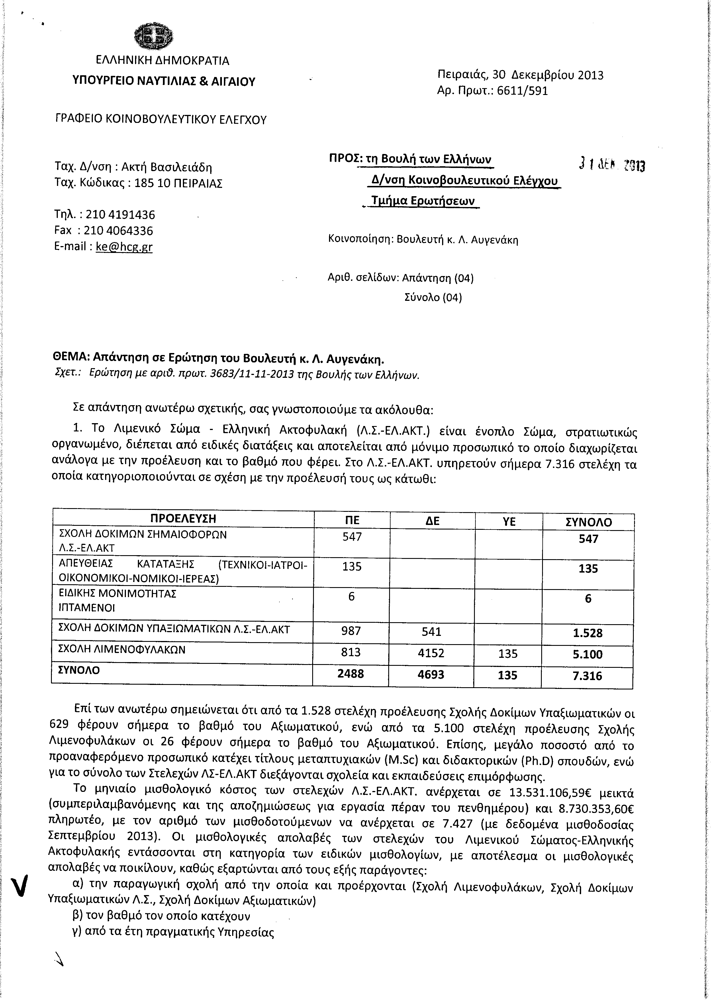 ΕΛΛΗΝΙΚΗ ΔΗΜΟΚΡΑΤΙΑ
ΥΠΟΥΡΓΕΙΟ ΝΑΥΤΙΛΙΑΣ & ΑΙΓΑΙΟΥ
Πειραιάς, 30 Δεκεμβρίου 2013
Αρ. Πρωτ.: 6611/591
ΓΡΑΦΕΙΟ ΚΟΙΝΟΒΟΥΛΕΥΤΙΚΟΥ ΕΛΕΓΧΟΥ
Ταχ. Δ/νση : Ακτή Βασιλειάδη
Ταχ. Κώδικας : 185 10 ΠΕΙΡΑΙΑΣ
Τηλ. : 210 4191436
Fax : 210 4064336
E-mail : ke@hcg.gr
ΠΡΟΣ: τη Βουλή των Ελλήνων
31 ΔΕΚ. 2013
Δ/νση Κοινοβουλευτικού Ελέγχου
Τμήμα Ερωτήσεων
Κοινοποίηση: Βουλευτή κ. Λ. Αυγενάκη
Αριθ. σελίδων: Απάντηση (04)
Σύνολο (04)
ΘΕΜΑ: Απάντηση σε Ερώτηση του Βουλευτή κ. Λ. Αυγενάκη.
Σχετ.: Ερώτηση με αριθ. πρωτ. 3683/11-11-2013 της Βουλής των Ελλήνων.
Σε απάντηση ανωτέρω σχετικής, σας γνωστοποιούμε τα ακόλουθα:
1. Το Λιμενικό Σώμα - Ελληνική Ακτοφυλακή (Λ.Σ.-ΕΛ.ΑΚΤ.) είναι ένοπλο Σώμα, στρατιωτικώς
οργανωμένο, διέπεται από ειδικές διατάξεις και αποτελείται από μόνιμο προσωπικό το οποίο διαχωρίζεται
ανάλογα με την προέλευση και το βαθμό που φέρει. Στο Λ.Σ.-ΕΛ.ΑΚΤ. υπηρετούν σήμερα 7.316 στελέχη τα
οποία κατηγοριοποιούνται σε σχέση με την προέλευσή τους ως κάτωθι:
ΠΡΟΕΛΕΥΣΗ ΠΕ ΔΕ ΥΕ ΣΥΝΟΛΟ
ΣΧΟΛΗ ΔΟΚΙΜΩΝ ΣΗΜΑΙΟΦΟΡΩΝ 547 547
Λ.Σ.-ΕΛ.ΑΚΤ
ΑΠΕΥΘΕΙΑΣ ΚΑΤΑΤΑΞΗΣ (ΤΕΧΝΙΚΟΙ-ΙΑΤΡΟΙ- 135 135
ΟΙΚΟΝΟΜΙΚΟΙ-ΝΟΜΙΚΟΙ-ΙΕΡΕΑΣ)
ΕΙΔΙΚΗΣ ΜΟΝΙΜΟΤΗΤΑΣ 6 6
ΙΠΤΑΜΕΝΟΙ
ΣΧΟΛΗ ΔΟΚΙΜΩΝ ΥΠΑΞΙΩΜΑΤΙΚΩΝ Λ.Σ.-ΕΛ.ΑΚΤ 987 541 1.528
ΣΧΟΛΗ ΛΙΜΕΝΟΦΥΛΑΚΩΝ 813 4152 135 5.100
ΣΥΝΟΛΟ 2488 4693 135 7.316
Επί των ανωτέρω σημειώνεται ότι από τα 1.528 στελέχη προέλευσης Σχολής Δοκίμων Υπαξιωματικών οι
629 φέρουν σήμερα το βαθμό του Αξιωματικού, ενώ από τα 5.100 στελέχη προέλευσης Σχολής
Λιμενοφυλάκων οι 26 φέρουν σήμερα το βαθμό του Αξιωματικού. Επίσης, μεγάλο ποσοστό από το
προαναφερόμενο προσωπικό κατέχει τίτλους μεταπτυχιακών (M.Sc) και διδακτορικών (Ph.D) σπουδών, ενώ
για το σύνολο των Στελεχών ΛΣ-ΕΛ.ΑΚΤ διεξάγονται σχολεία και εκπαιδεύσεις επιμόρφωσης.
Το μηνιαίο μισθολογικό κόστος των στελεχών Λ.Σ.-ΕΛ.ΑΚΤ. ανέρχεται σε 13.531.106,59€ μεικτά
(συμπεριλαμβανόμενης και της αποζημιώσεως για εργασία πέραν του πενθημέρου) και 8.730.353,60€
πληρωτέο, με τον αριθμό των μισθοδοτούμενων να ανέρχεται σε 7.427 (με δεδομένα μισθοδοσίας
Σεπτεμβρίου 2013). Οι μισθολογικές απολαβές των στελεχών του Λιμενικού Σώματος-Ελληνικής
Ακτοφυλακής εντάσσονται στη κατηγορία των ειδικών μισθολογίων, με αποτέλεσμα οι μισθολογικές
απολαβές να ποικίλουν, καθώς εξαρτώνται από τους εξής παράγοντες:
α) την παραγωγική σχολή από την οποία και προέρχονται (Σχολή Λιμενοφυλάκων, Σχολή Δοκίμων
Υπαξιωματικών Λ.Σ., Σχολή Δοκίμων Αξιωματικών)
β) τον βαθμό τον οποίο κατέχουν
γ) από τα έτη πραγματικής Υπηρεσίας